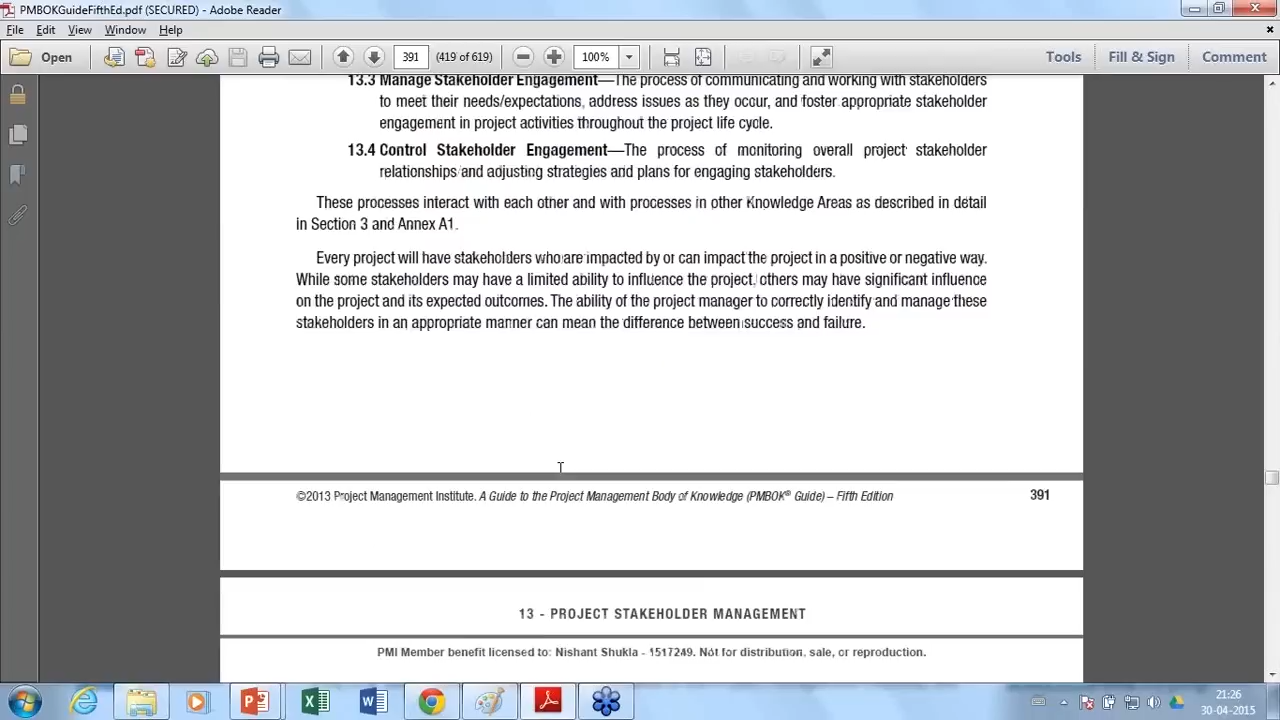 PMBOKGuideFifthEd.pdf (SECURED) - Adobe Reader
File Edit View Window Help
Open 391 (419 of 619) 100% Tools Fill & Sign Comment
13.3 Manage Stakeholder Engagement—The process of communicating and working with stakeholders
to meet their needs/expectations, address issues as they occur, and foster appropriate stakeholder
engagement in project activities throughout the project life cycle.
13.4 Control Stakeholder Engagement—The process of monitoring overall project stakeholder
relationships and adjusting strategies and plans for engaging stakeholders.
These processes interact with each other and with processes in other Knowledge Areas as described in detail
in Section 3 and Annex A1.
Every project will have stakeholders who are impacted by or can impact the project in a positive or negative way.
While some stakeholders may have a limited ability to influence the project, others may have significant influence
on the project and its expected outcomes. The ability of the project manager to correctly identify and manage these
stakeholders in an appropriate manner can mean the difference between success and failure.
©2013 Project Management Institute. A Guide to the Project Management Body of Knowledge (PMBOK® Guide) – Fifth Edition 391
13 - PROJECT STAKEHOLDER MANAGEMENT
PMI Member benefit licensed to: Nishant Shukla - 1517249. Not for distribution, sale, or reproduction.
21:26
30-04-2015